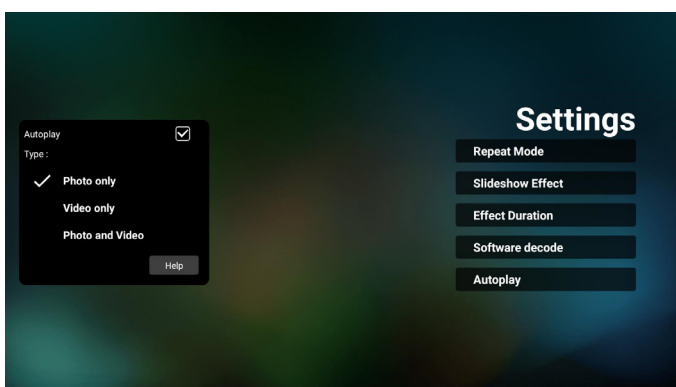 Settings
Repeat Mode
Slideshow Effect
Effect Duration
Software decode
Autoplay
Autoplay
Type :
Photo only
Video only
Photo and Video
Help